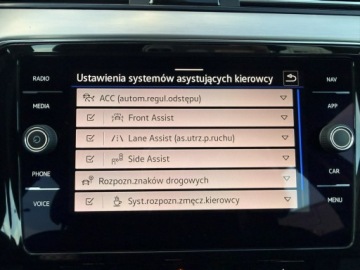 RADIO
MEDIA
PHONE
VOICE
Ustawienia systemów asystujących kierowcy
ACC (autom.regul.odstępu)
Front Assist
Lane Assist (as.utrz.p.ruchu)
Side Assist
Rozpozn.znaków drogowych
Syst.rozpozn.zmęcz.kierowcy
NAV
APP
CAR
MENU